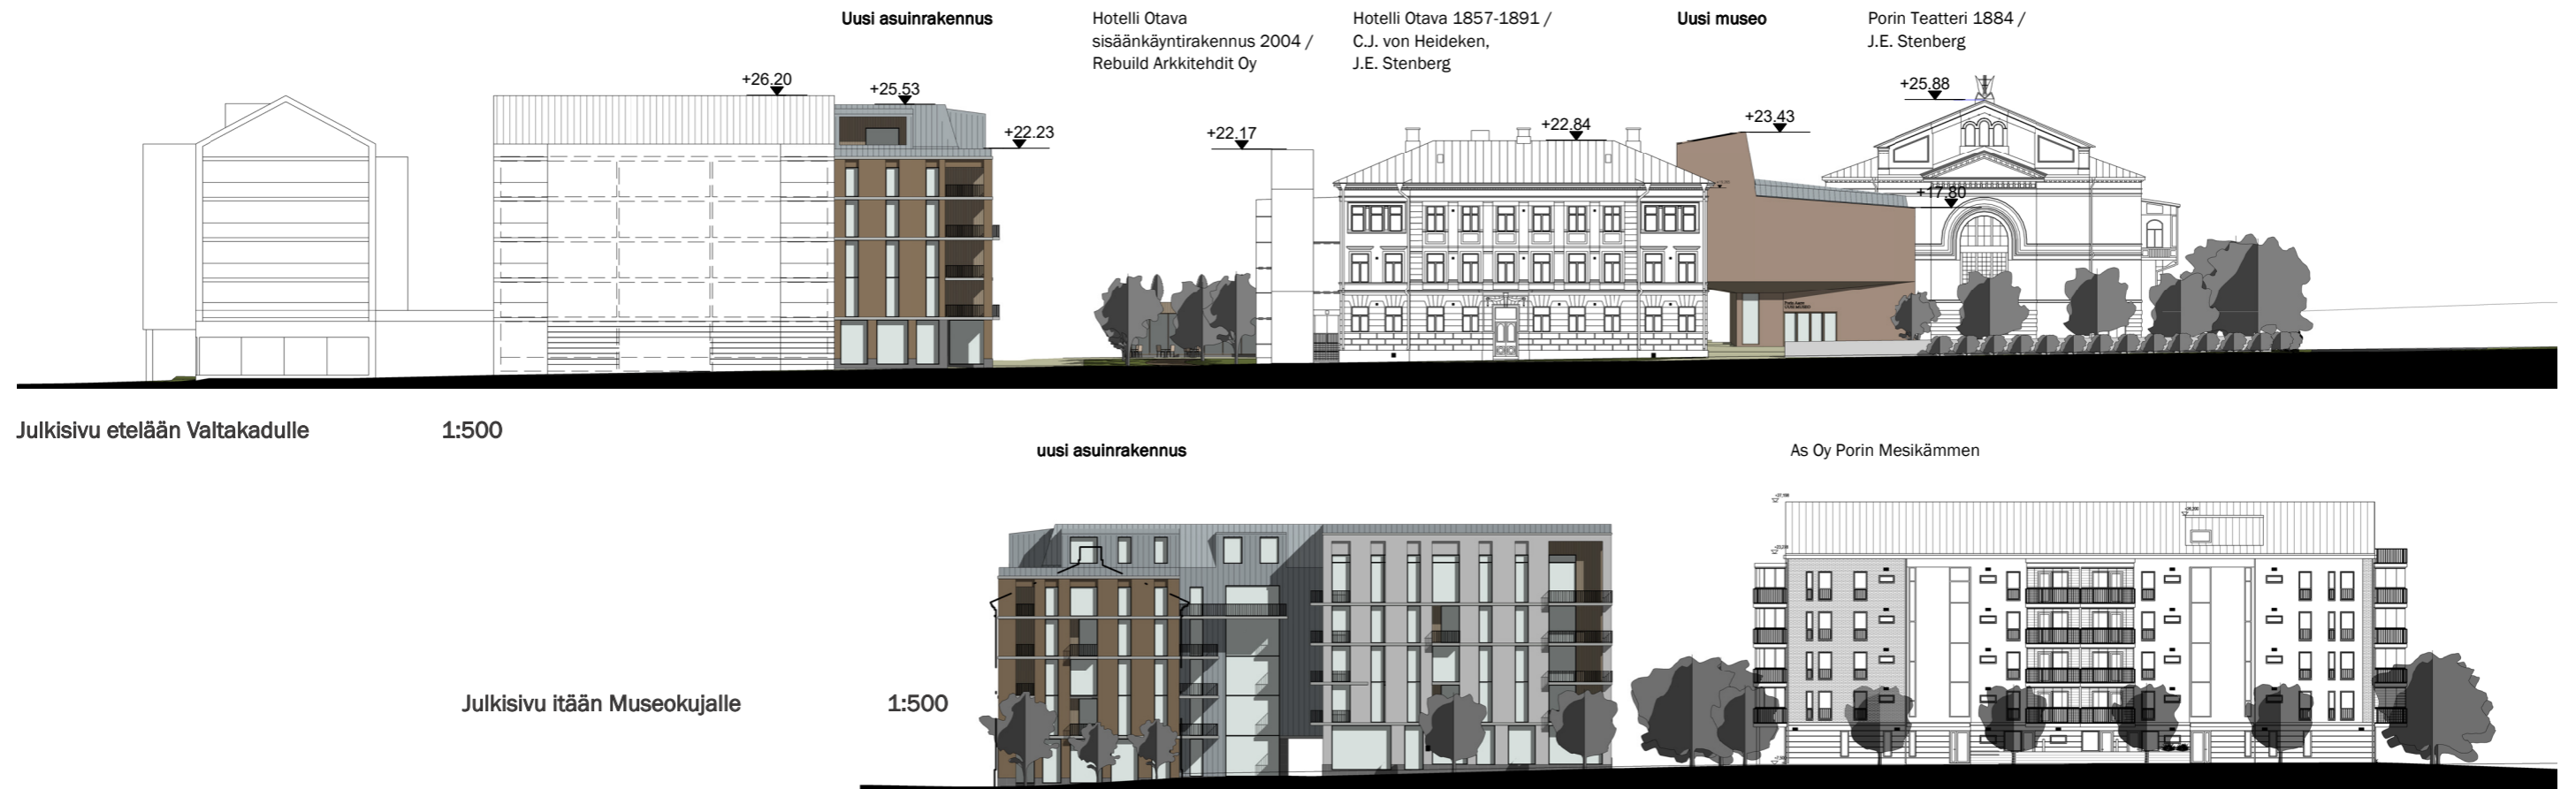 Uusi asuinrakennus
Hotelli Otava
sisäänkäyntirakennus 2004 /
Rebuild Arkkitehdit Oy
Hotelli Otava 1857-1891 /
C.J. von Heideken,
J.E. Stenberg
Uusi museo
Porin Teatteri 1884 /
J.E. Stenberg
+26.20
+25.53
+22.23
+22.17
+22.84
+23.43
+25.88
+17.80
Julkisivu etelään Valtakadulle 1:500
uusi asuinrakennus
As Oy Porin Mesikämmen
Julkisivu itään Museokujalle 1:500